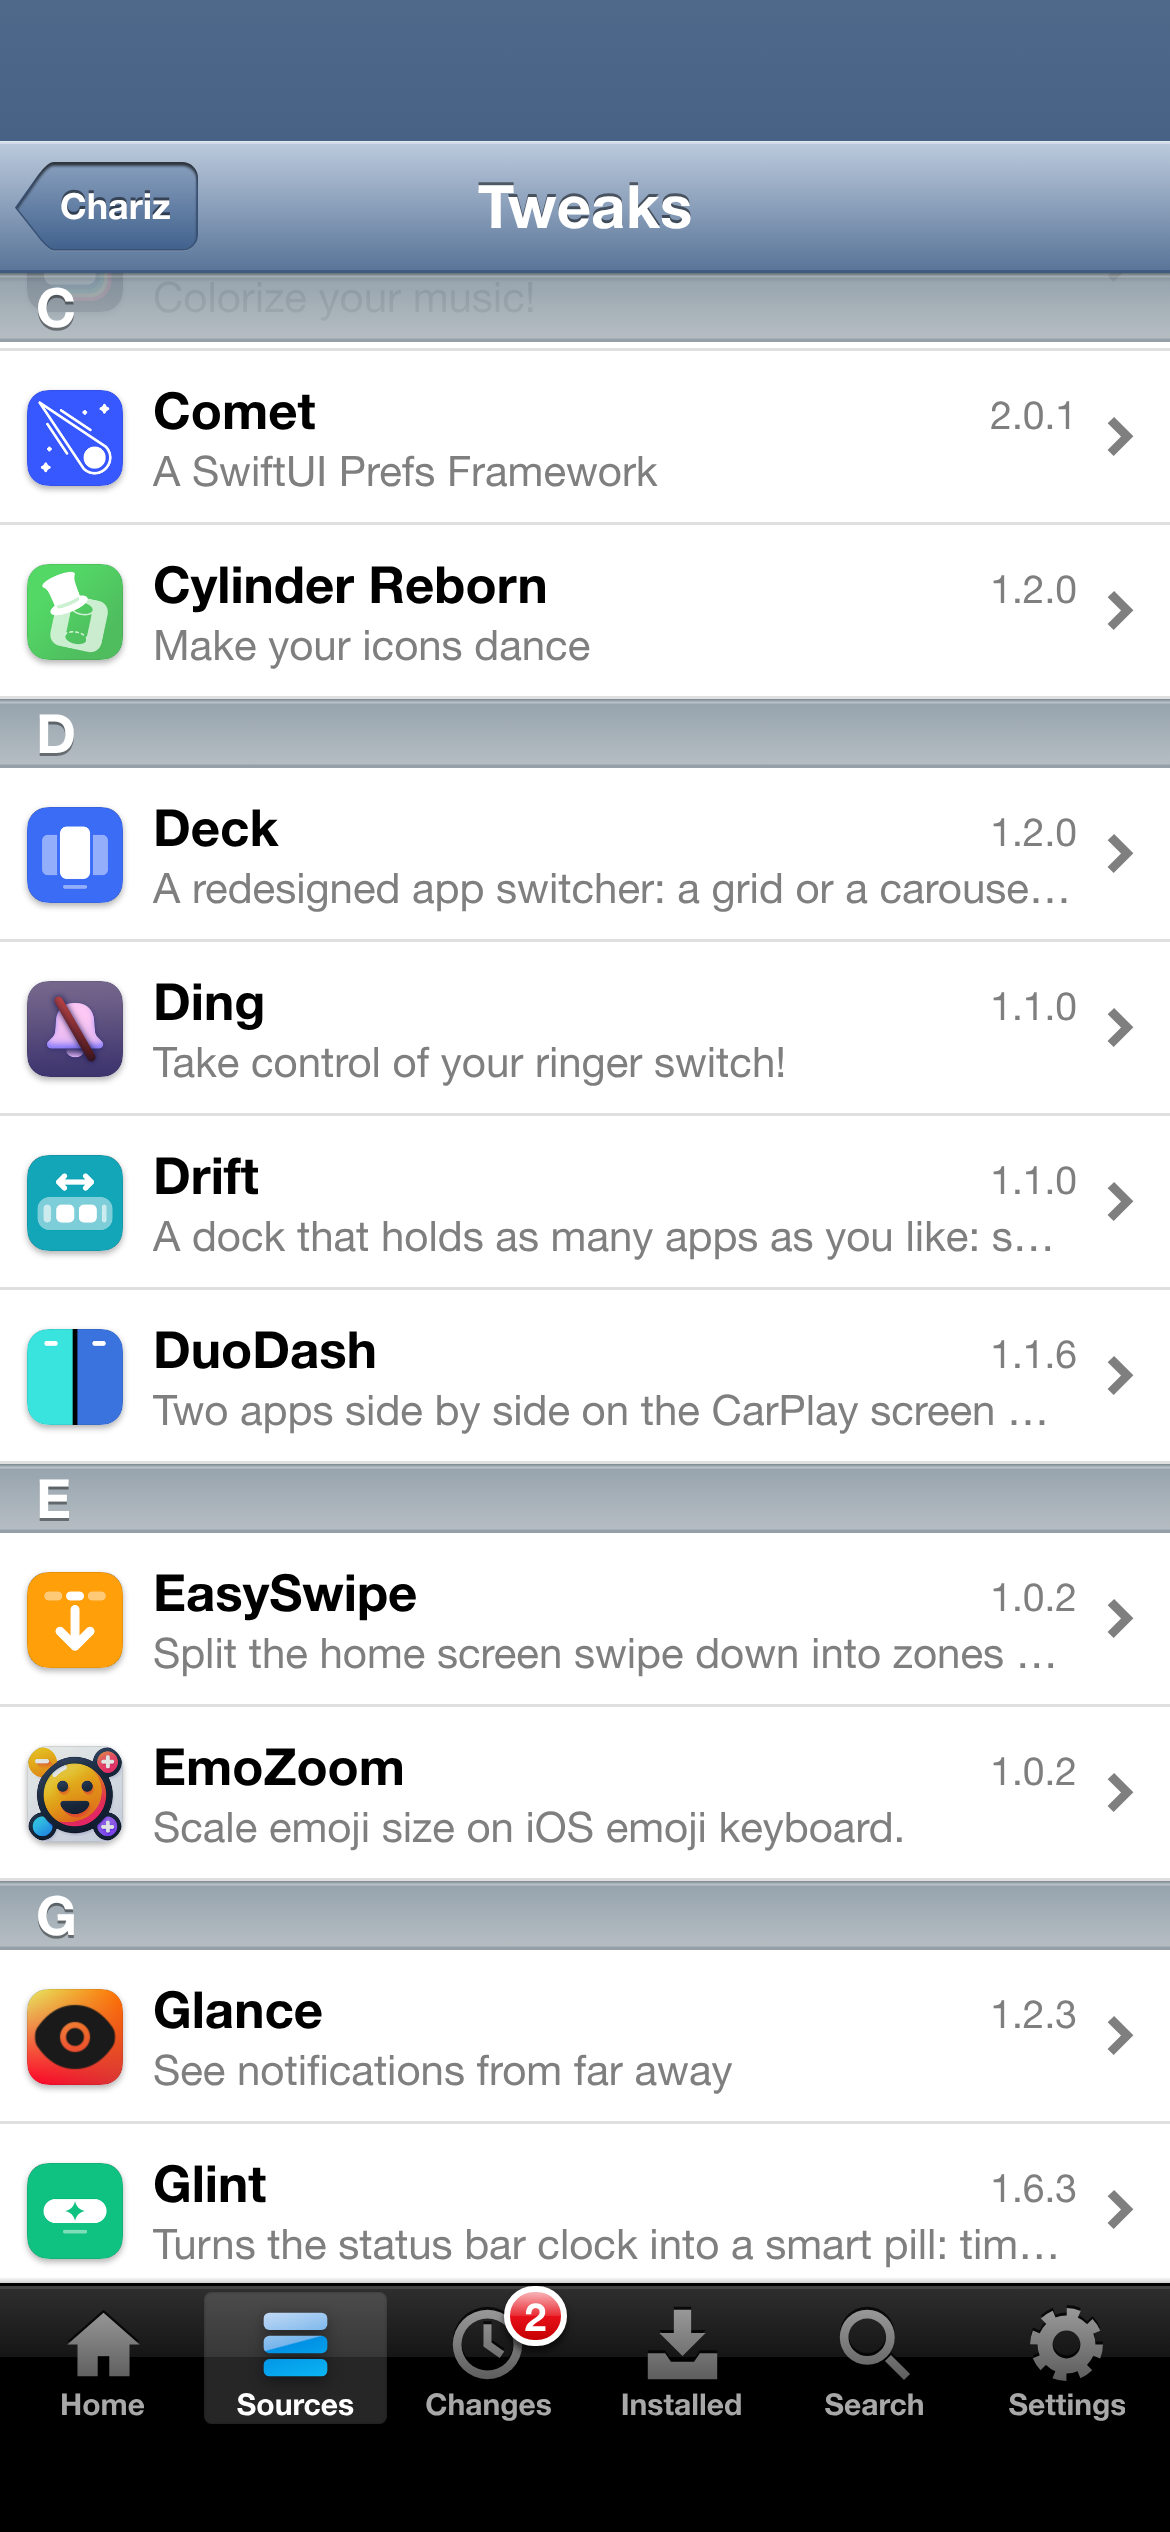 Chariz
Tweaks
Colorize your music!
C
Comet
2.0.1
A SwiftUI Prefs Framework
Cylinder Reborn
1.2.0
Make your icons dance
D
Deck
1.2.0
A redesigned app switcher: a grid or a carouse...
Ding
1.1.0
Take control of your ringer switch!
Drift
1.1.0
A dock that holds as many apps as you like: s...
DuoDash
1.1.6
Two apps side by side on the CarPlay screen ...
E
EasySwipe
1.0.2
Split the home screen swipe down into zones ...
EmoZoom
1.0.2
Scale emoji size on iOS emoji keyboard.
G
Glance
1.2.3
See notifications from far away
Glint
1.6.3
Turns the status bar clock into a smart pill: tim...
2
Home
Sources
Changes
Installed
Search
Settings